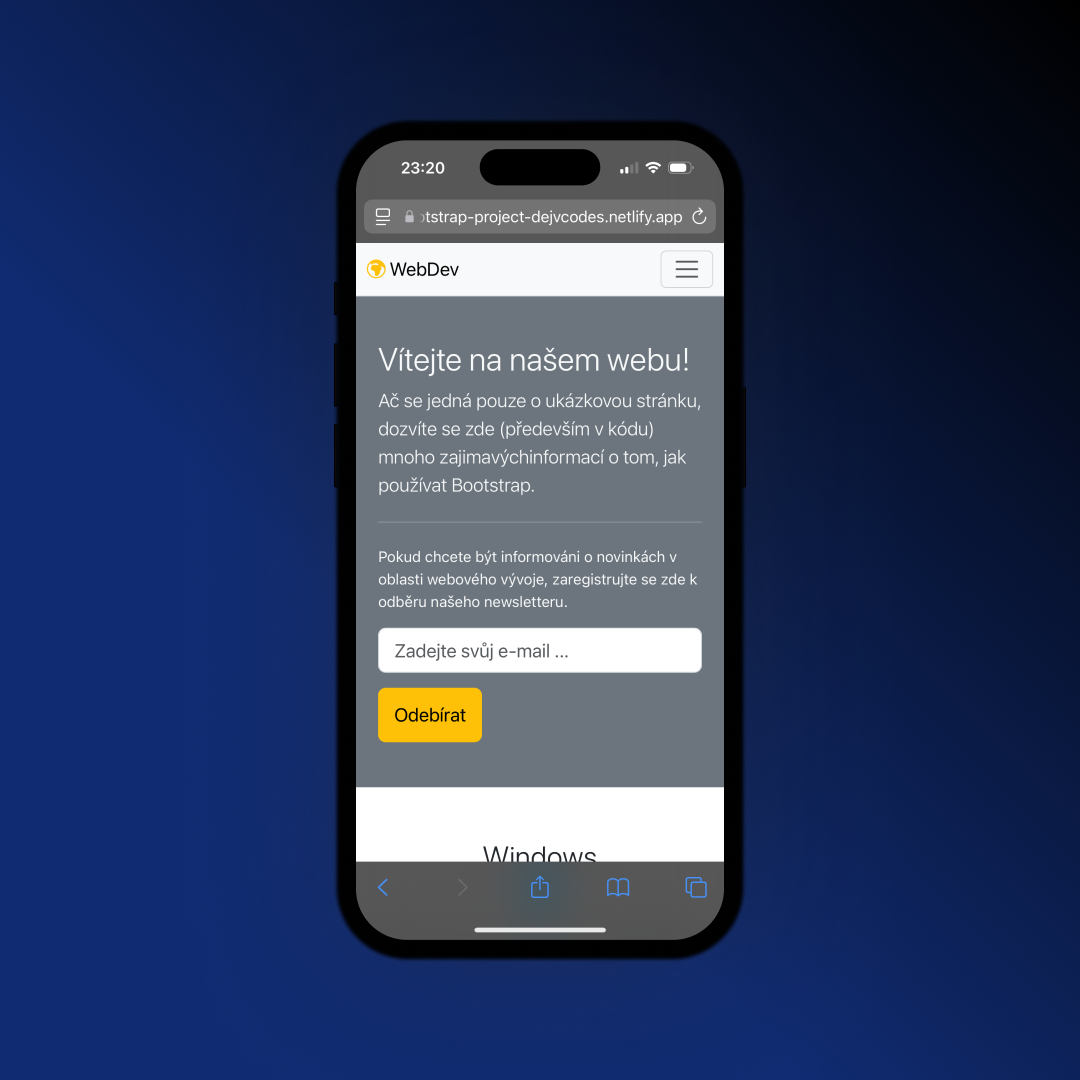 23:20
tstrap-project-dejvcodes.netlify.app
WebDev
Vítejte na našem webu!
Ač se jedná pouze o ukázkovou stránku,
dozvíte se zde (především v kódu)
mnoho zajimavýchinformací o tom, jak
používat Bootstrap.
Pokud chcete být informováni o novinkách v
oblasti webového vývoje, zaregistrujte se zde k
odběru našeho newsletteru.
Zadejte svůj e-mail ...
Odebírat
Windows